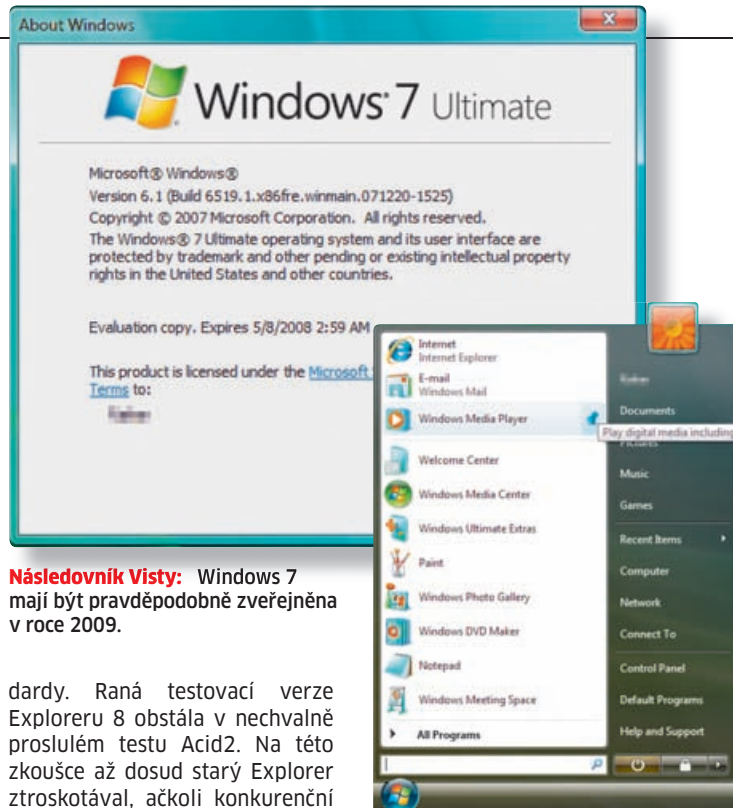 About Windows
Windows 7 Ultimate
Microsoft® Windows®
Version 6.1 (Build 6519.1.x86fre.winmain.071220-1525)
Copyright © 2007 Microsoft Corporation. All rights reserved.
The Windows® 7 Ultimate operating system and its user interface are
protected by trademark and other pending or existing intellectual property
rights in the United States and other countries.
Evaluation copy. Expires 5/8/2008 2:59 AM
This product is licensed under the Microsoft
Terms to:
Internet
Internet Explorer
E-mail
Windows Mail
Windows Media Player
Welcome Center
Windows Media Center
Windows Ultimate Extras
Paint
Windows Photo Gallery
Windows DVD Maker
Notepad
Windows Meeting Space
All Programs
Documents
Play digital media including
Pictures
Music
Games
Recent Items
Computer
Network
Connect To
Control Panel
Default Programs
Help and Support
Následovník Visty: Windows 7
mají být pravděpodobně zveřejněna
v roce 2009.
dardy. Raná testovací verze
Exploreru 8 obstála v nechvalně
proslulém testu Acid2. Na této
zkoušce až dosud starý Explorer
ztroskotával, ačkoli konkurenční